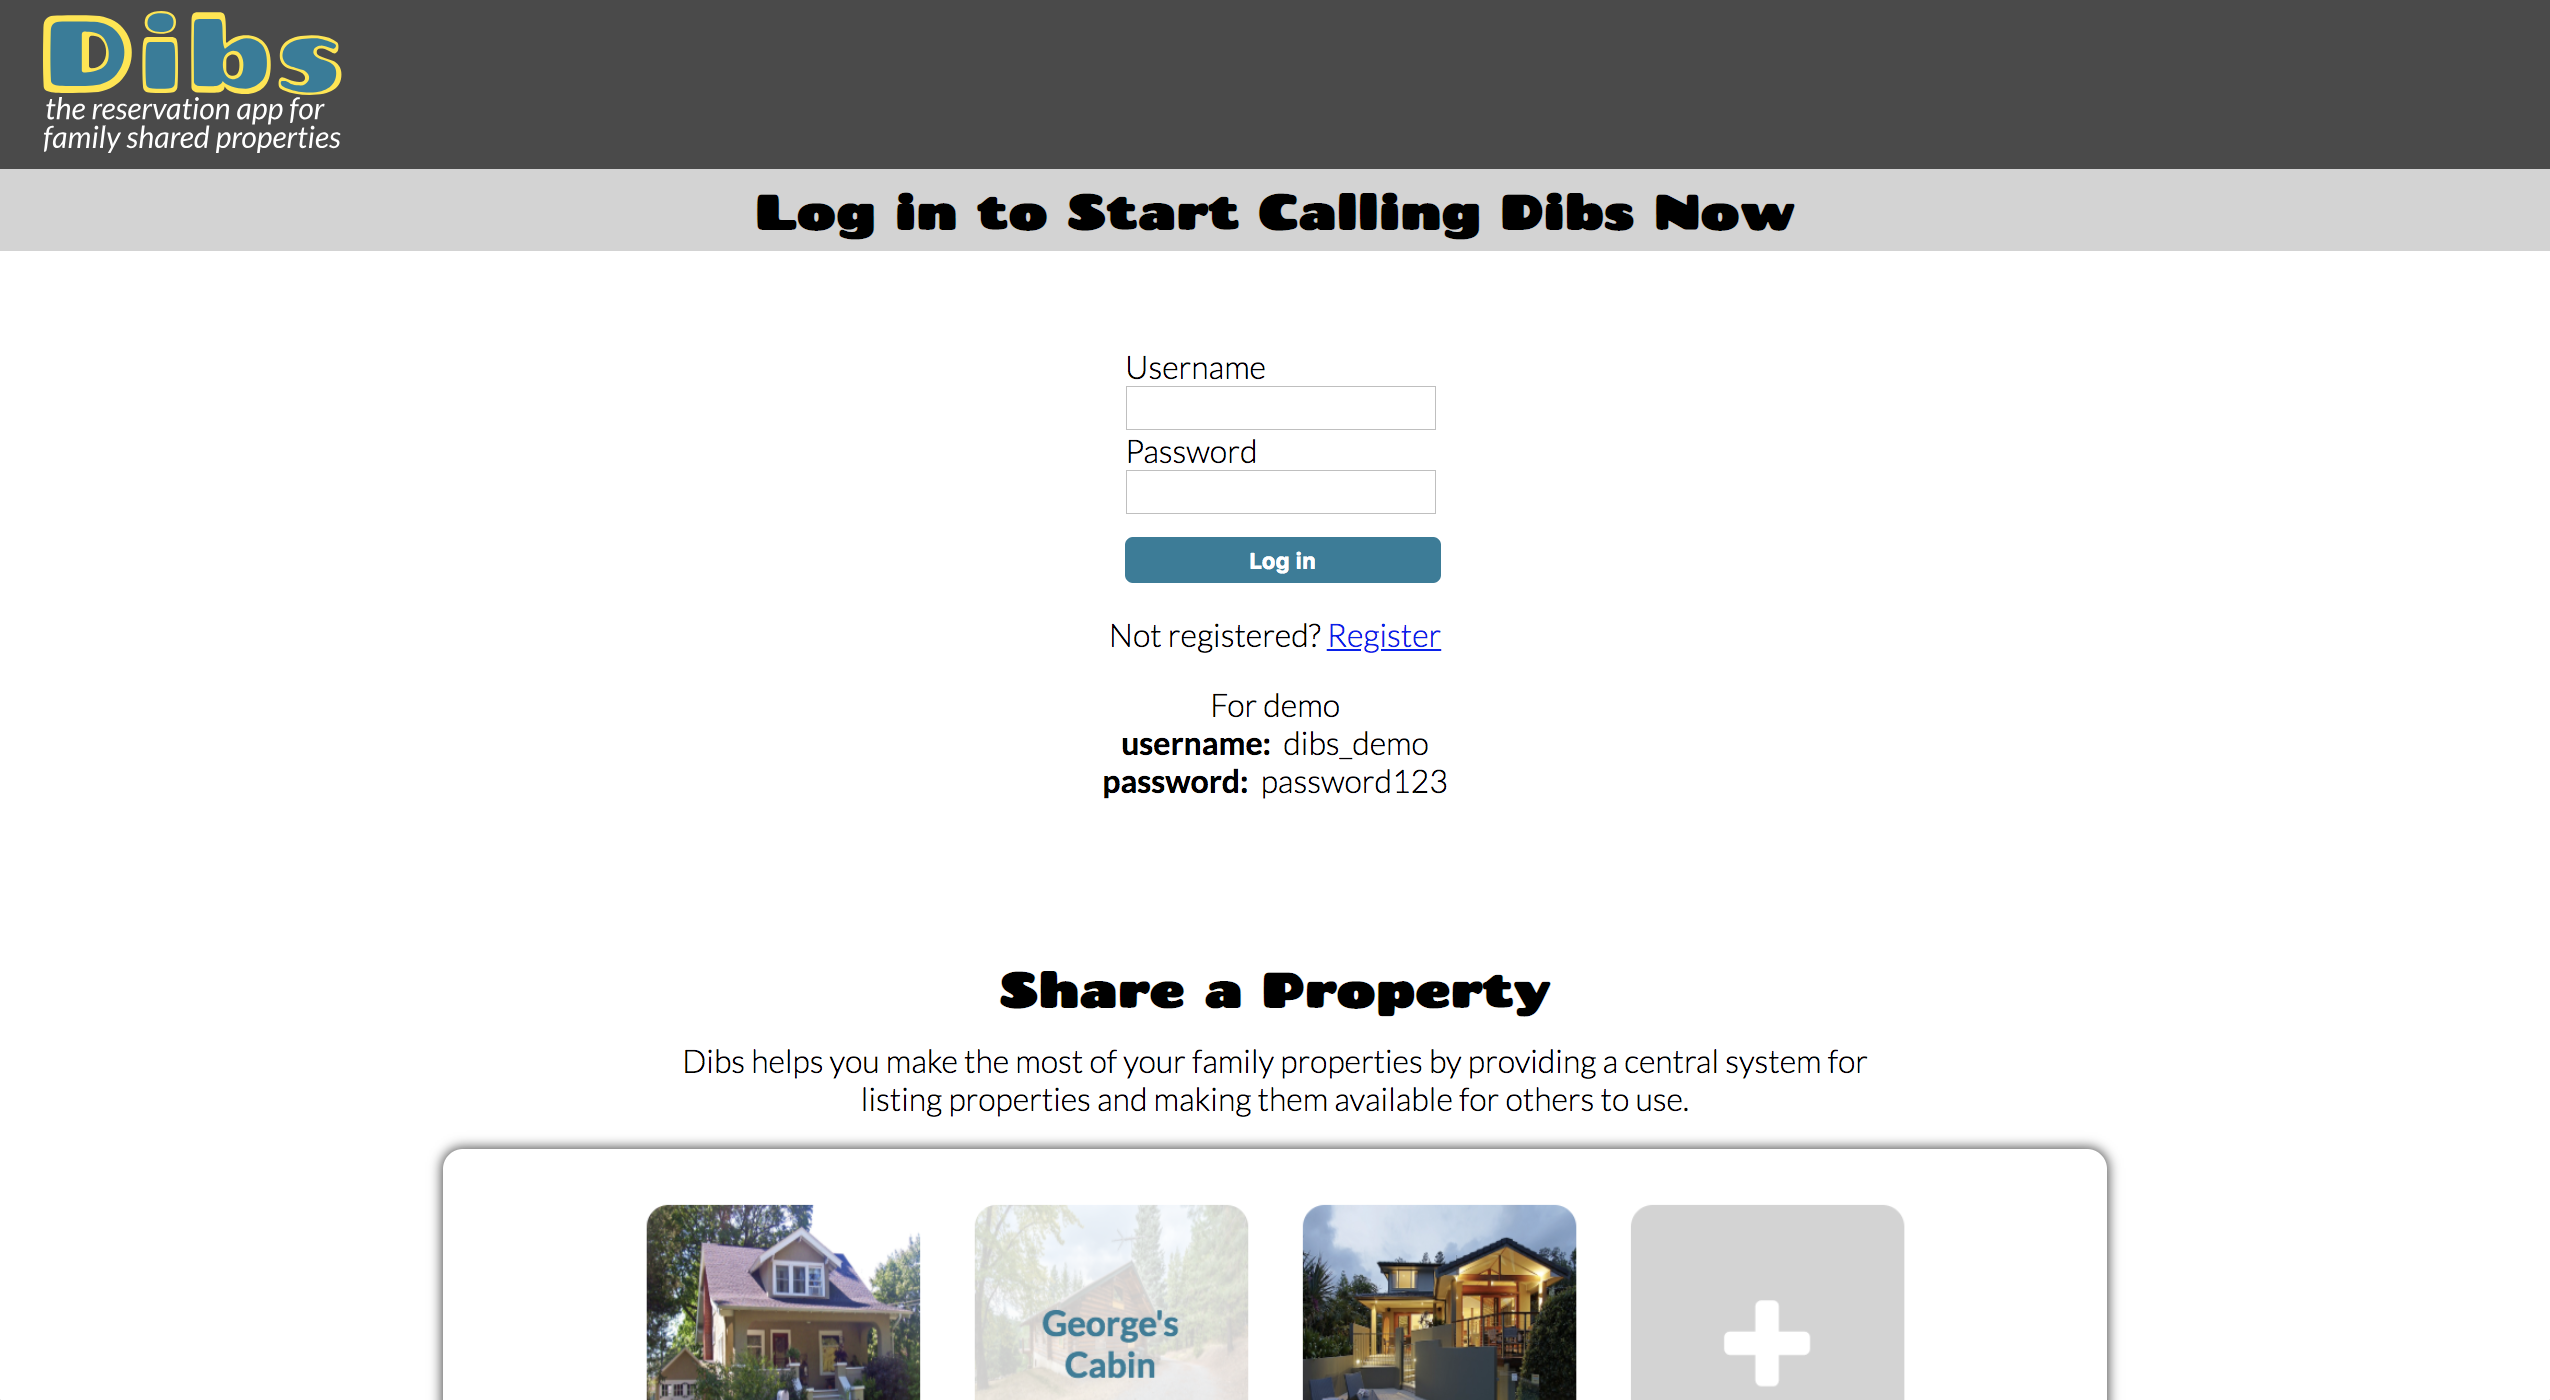 Dibs
the reservation app for
family shared properties
Log in to Start Calling Dibs Now
Username
Password
Log in
Not registered? Register
For demo
username: dibs_demo
password: password123
Share a Property
Dibs helps you make the most of your family properties by providing a central system for
listing properties and making them available for others to use.
George's
Cabin